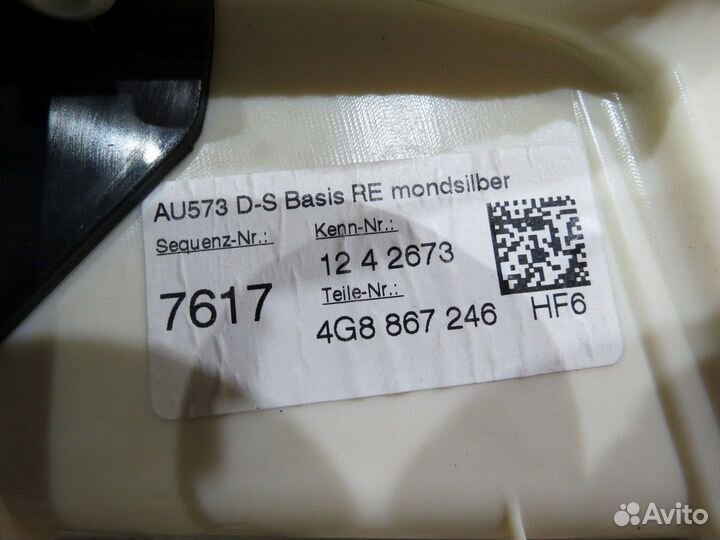 AU573 D-S Basis RE mondsilber
Sequenz-Nr.: Kenn-Nr.:
12 4 2673
7617 Teile-Nr.:
4G8 867 246 HF6
Avito